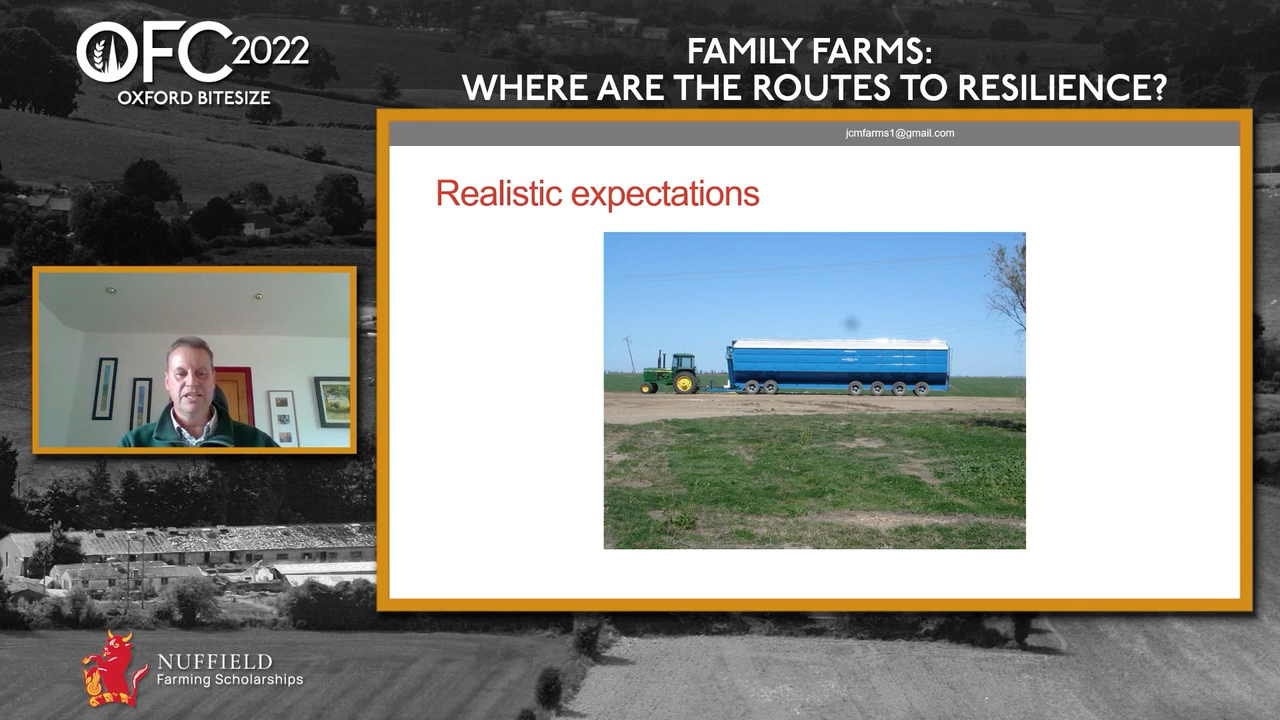 OFC 2022
OXFORD BITESIZE
FAMILY FARMS:
WHERE ARE THE ROUTES TO RESILIENCE?
jcmfarms1@gmail.com
Realistic expectations
NUFFIELD
Farming Scholarships